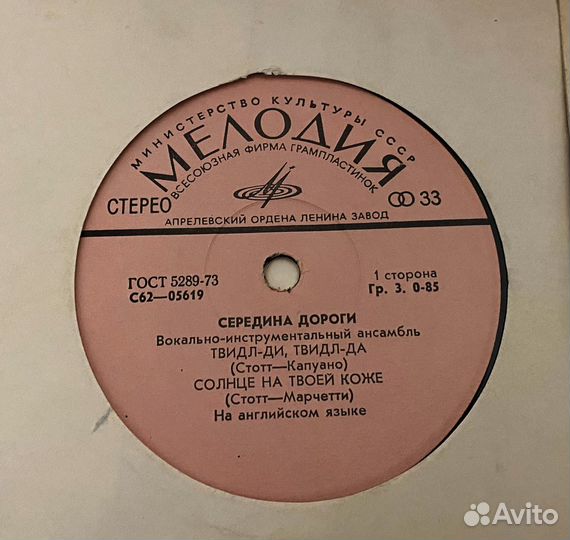 МИНИСТЕРСТВО КУЛЬТУРЫ СССР
МЕЛОДИЯ
ВСЕСОЮЗНАЯ ФИРМА ГРАМПЛАСТИНОК
СТЕРЕО
33
АПРЕЛЕВСКИЙ ОРДЕНА ЛЕНИНА ЗАВОД
ГОСТ 5289-73
С62—05619
1 сторона
Гр. 3. 0-85
СЕРЕДИНА ДОРОГИ
Вокально-инструментальный ансамбль
ТВИДЛ-ДИ, ТВИДЛ-ДА
(Стотт—Капуано)
СОЛНЦЕ НА ТВОЕЙ КОЖЕ
(Стотт—Марчетти)
На английском языке
Avito